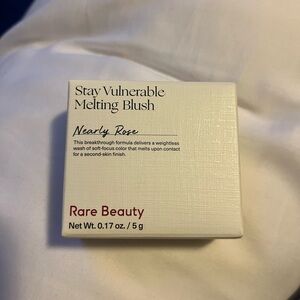 Stay Vulnerable
Melting Blush
Nearly Rose
This breakthrough formula delivers a weightless
wash of soft-focus color that melts upon contact
for a second-skin finish.
Rare Beauty
Net Wt. 0.17 oz. / 5 g